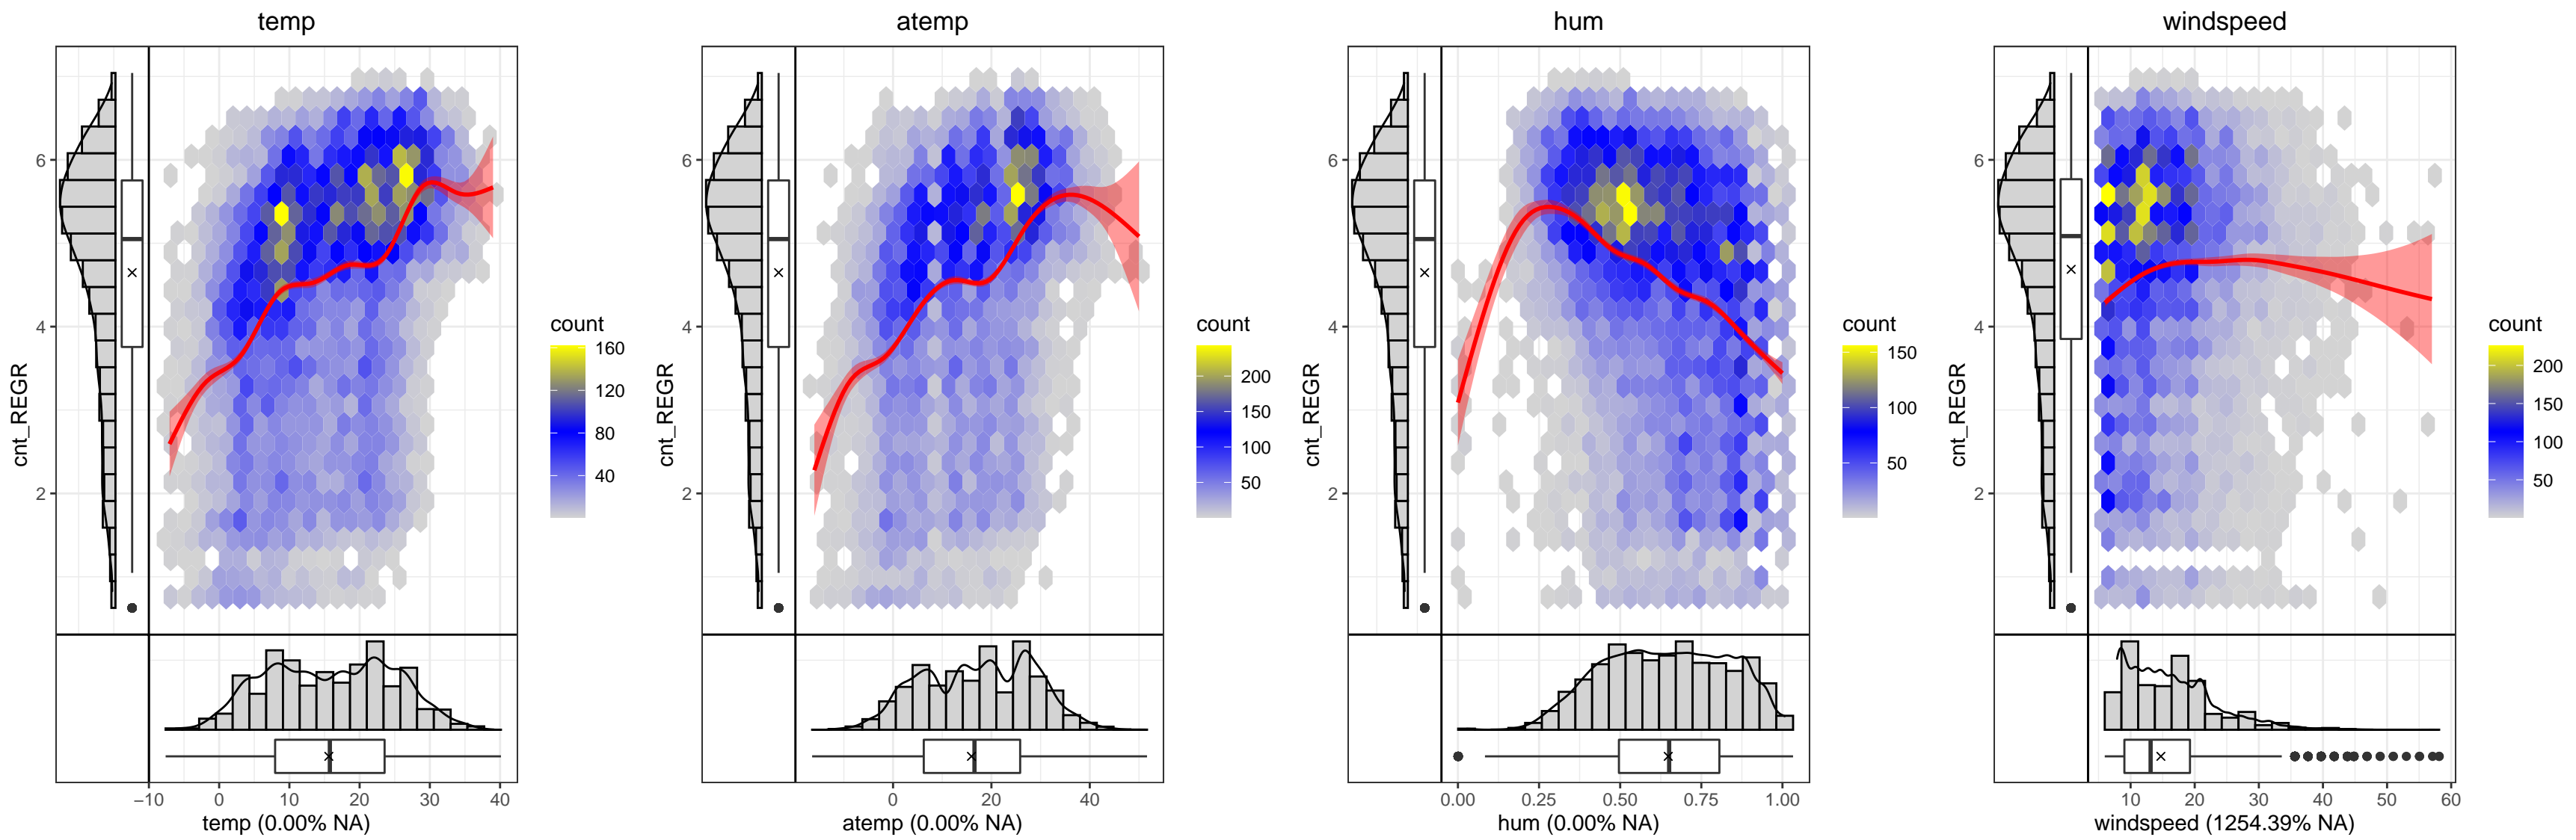 temp
atemp
hum
windspeed
cnt_REGR
6
4
2
−10 0 10 20 30 40
temp (0.00% NA)
count
160
120
80
40
cnt_REGR
6
4
2
0 20 40
atemp (0.00% NA)
count
200
150
100
50
cnt_REGR
6
4
2
0.00 0.25 0.50 0.75 1.00
hum (0.00% NA)
count
150
100
50
cnt_REGR
6
4
2
10 20 30 40 50 60
windspeed (1254.39% NA)
count
200
150
100
50